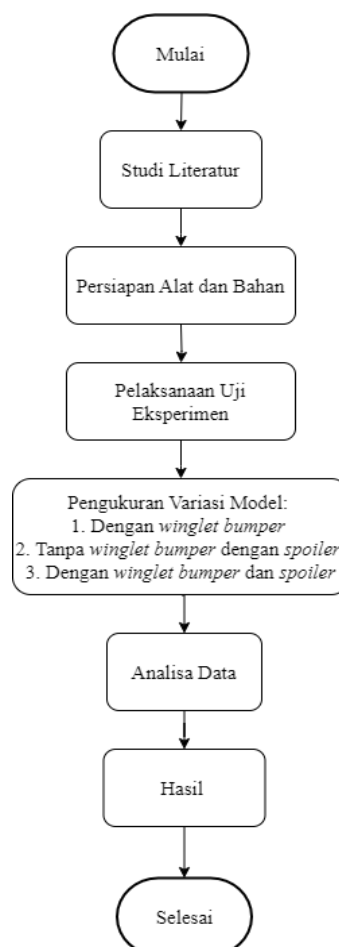 Mulai
Studi Literatur
Persiapan Alat dan Bahan
Pelaksanaan Uji
Eksperimen
Pengukuran Variasi Model:
1. Dengan winglet bumper
2. Tanpa winglet bumper dengan spoiler
3. Dengan winglet bumper dan spoiler
Analisa Data
Hasil
Selesai